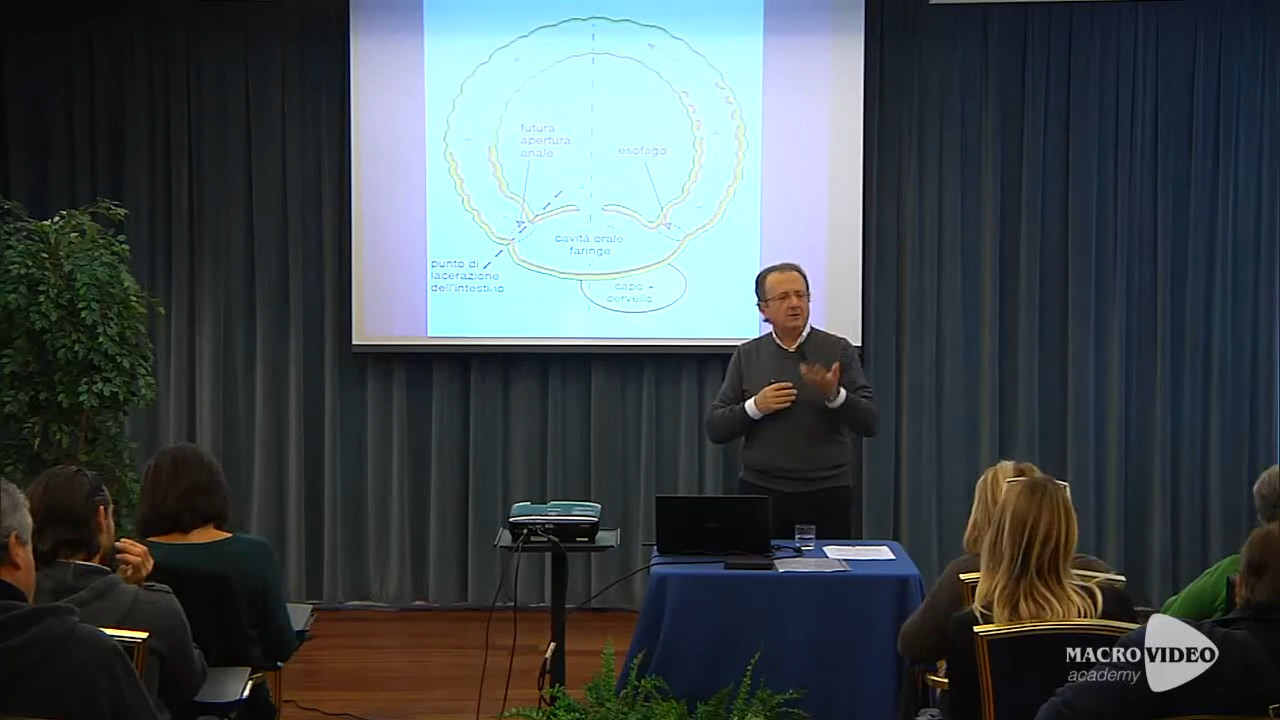 futura
apertura
anale
esofago
cavità orale
faringe
punto di
lacerazione
dell'intestino
capo +
cervello
MACRO VIDEO
academy